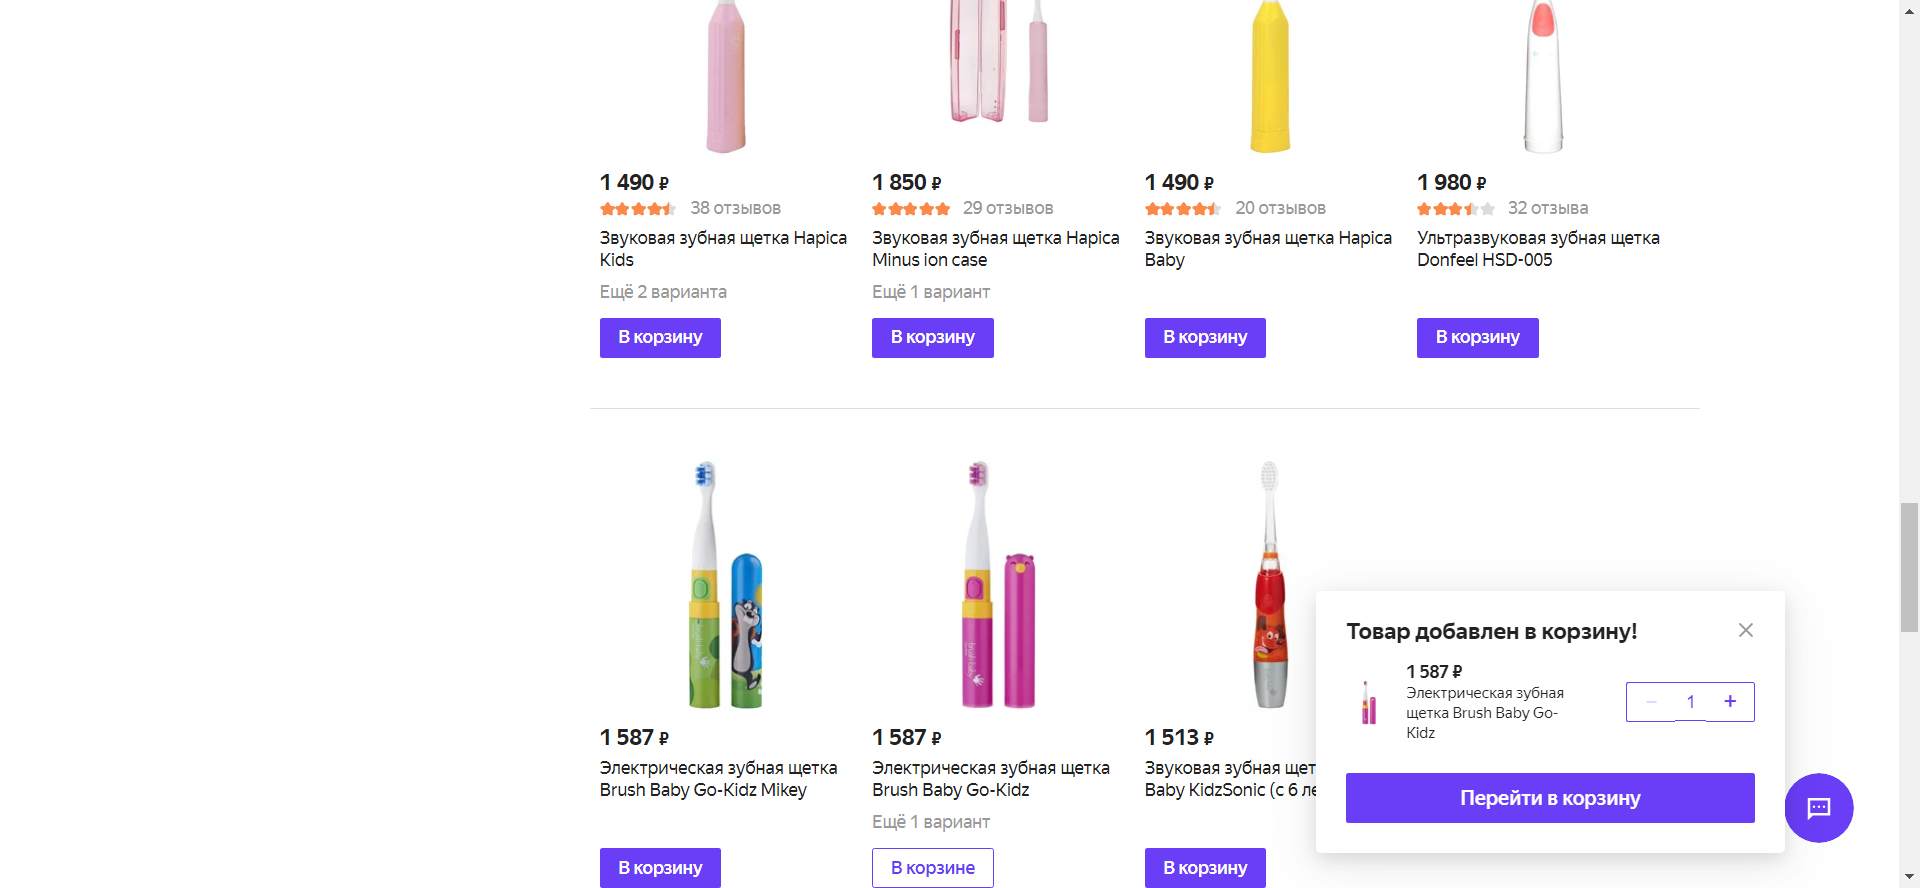 1 490 ₽
38 отзывов
Звуковая зубная щетка Hapica
Kids
Ещё 2 варианта
В корзину
1 850 ₽
29 отзывов
Звуковая зубная щетка Hapica
Minus ion case
Ещё 1 вариант
В корзину
1 490 ₽
20 отзывов
Звуковая зубная щетка Hapica
Baby
В корзину
1 980 ₽
32 отзыва
Ультразвуковая зубная щетка
Donfeel HSD-005
В корзину
1 587 ₽
Электрическая зубная щетка
Brush Baby Go-Kidz Mikey
В корзину
1 587 ₽
Электрическая зубная щетка
Brush Baby Go-Kidz
Ещё 1 вариант
В корзине
1 513 ₽
Звуковая зубная щет
Baby KidzSonic (с 6 ле
В корзину
Товар добавлен в корзину!
1 587 ₽
Электрическая зубная
щетка Brush Baby Go-
Kidz
1
Перейти в корзину